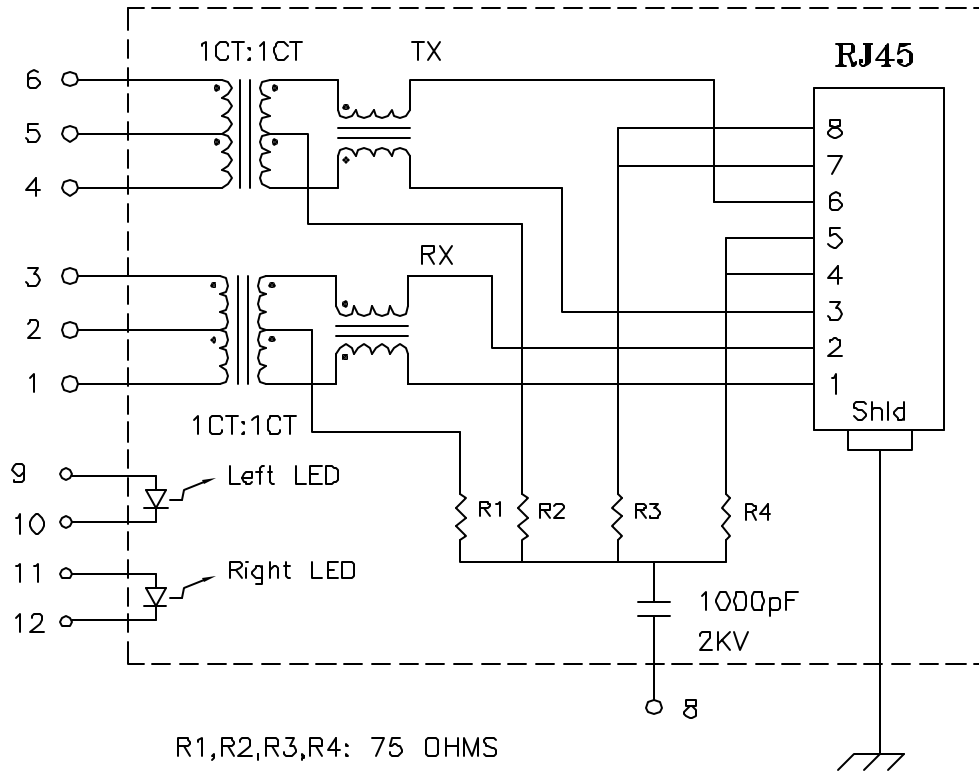 1CT:1CT
TX
RJ45
6
5
4
8
7
6
5
4
3
2
1
Shld
RX
3
2
1
1CT:1CT
9
10
Left LED
11
12
Right LED
R1
R2
R3
R4
1000pF
2KV
8
R1,R2,R3,R4: 75 OHMS